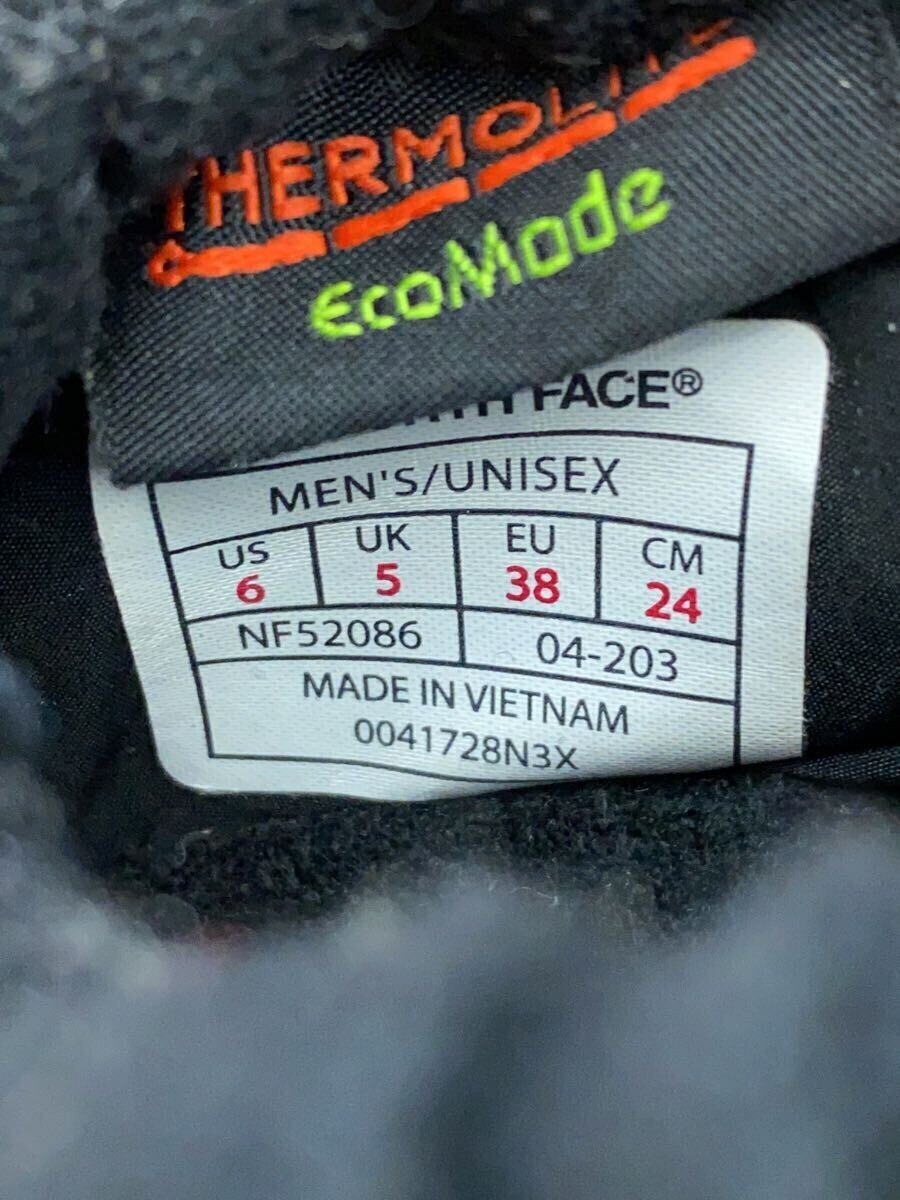 THERMOLITE
EcoMode
FACE®
MEN'S/UNISEX
US UK EU CM
6 5 38 24
NF52086 04-203
MADE IN VIETNAM
0041728N3X